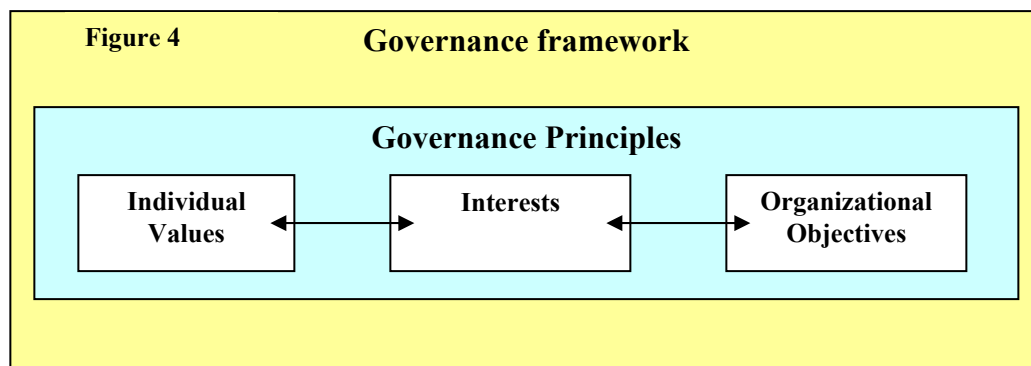 Figure 4
Governance framework
Governance Principles
Individual
Values
Interests
Organizational
Objectives